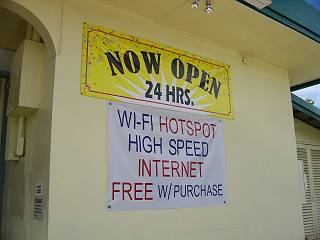 NOW OPEN
24 HRS.
WI-FI HOTSPOT
HIGH SPEED
INTERNET
FREE W/PURCHASE